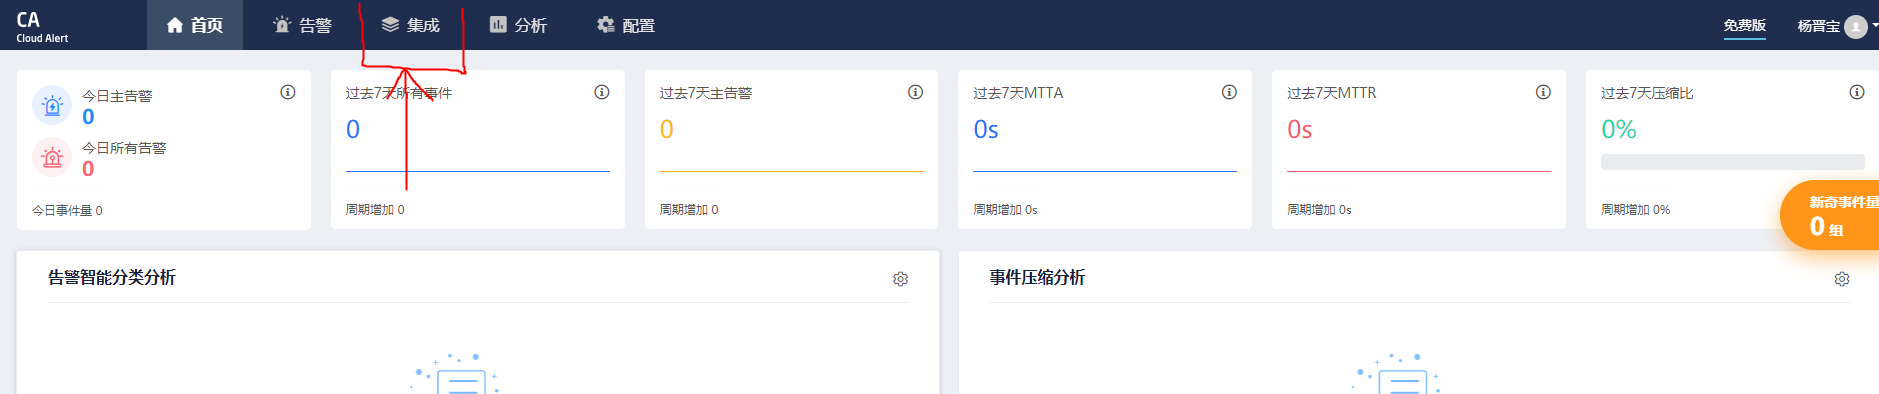 CA
Cloud Alert
首页 告警 集成 分析 配置 免费版 杨晋宝
今日主告警
0
今日所有告警
0
今日事件量 0
过去7天所有事件
0
周期增加 0
过去7天主告警
0
周期增加 0
过去7天MTTA
0s
周期增加 0s
过去7天MTTR
0s
周期增加 0s
过去7天压缩比
0%
周期增加 0%
新奇事件量
0 组
告警智能分类分析
事件压缩分析